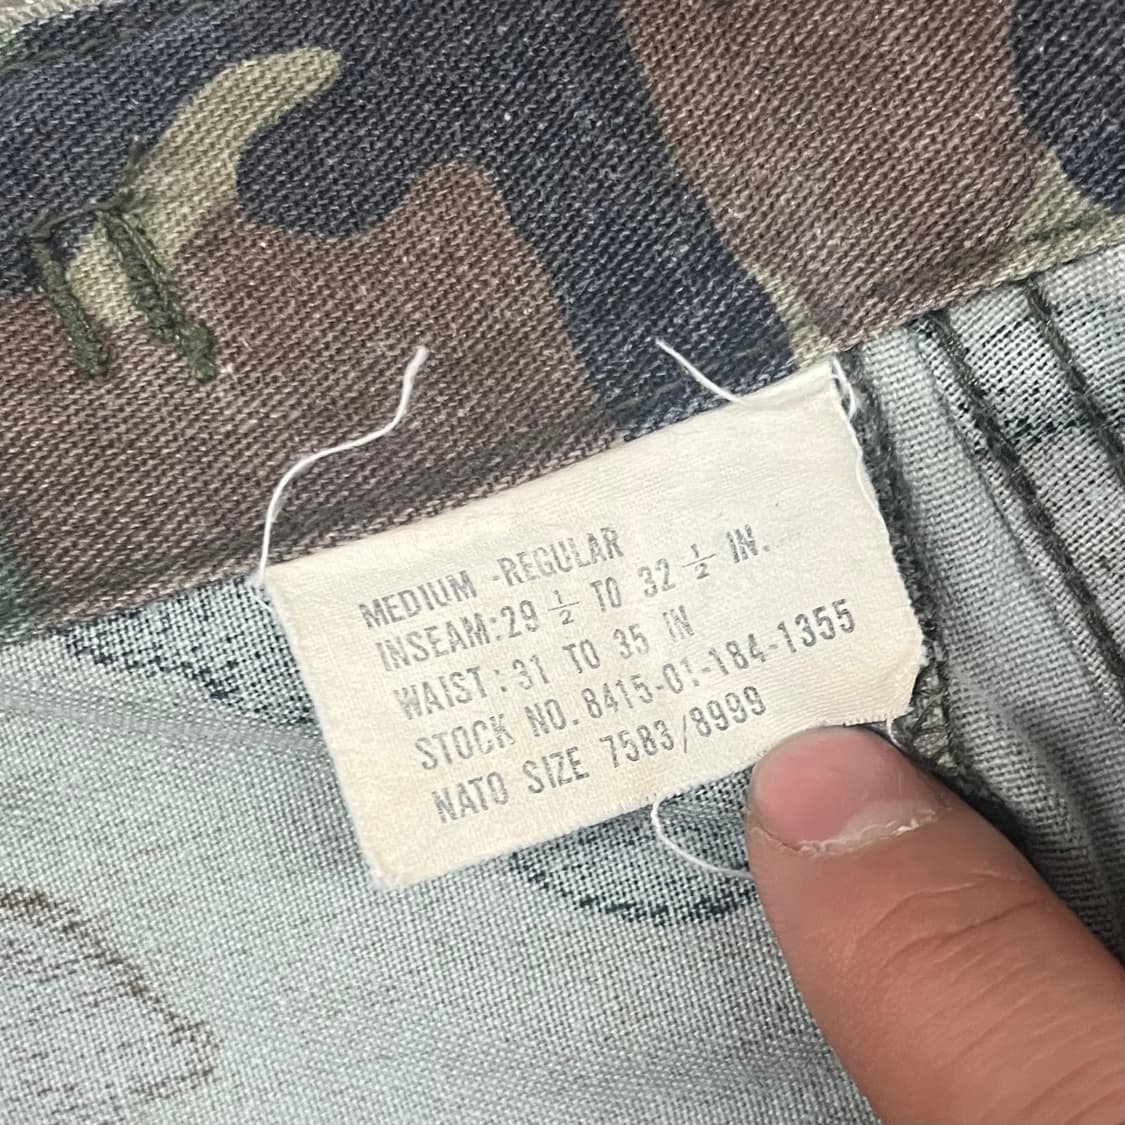 MEDIUM -REGULAR
INSEAM:29 1/2 TO 32 1/2 IN.
WAIST:31 TO 35 IN
STOCK NO.8415-01-184-1355
NATO SIZE 7583/8999